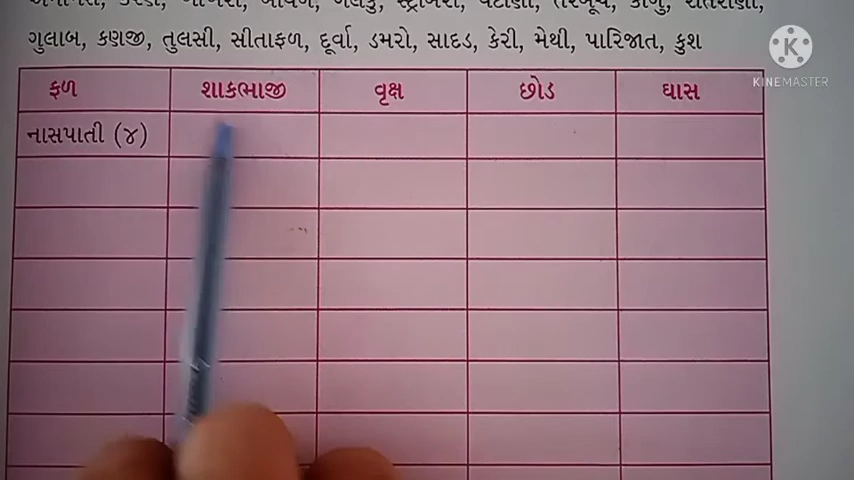 ગુલાબ, કણજી, તુલસી, સીતાફળ, દૂર્વા, ડમરો, સાદડ, કેરી, મેથી, પારિજાત, કુશ
ફળ શાકભાજી વૃક્ષ છોડ ઘાસ
નાસપાતી (૪)
KINEMASTER